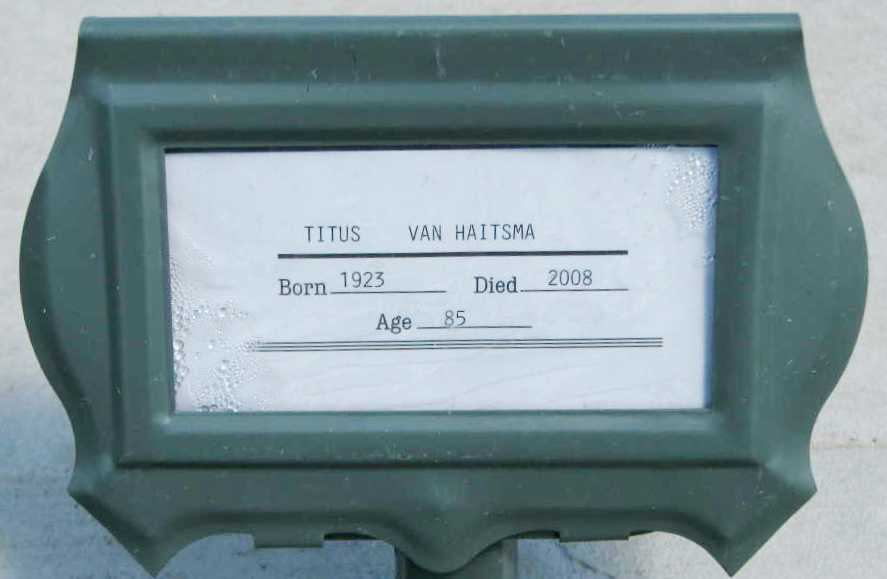 TITUS VAN HAITSMA
Born 1923 Died 2008
Age 85